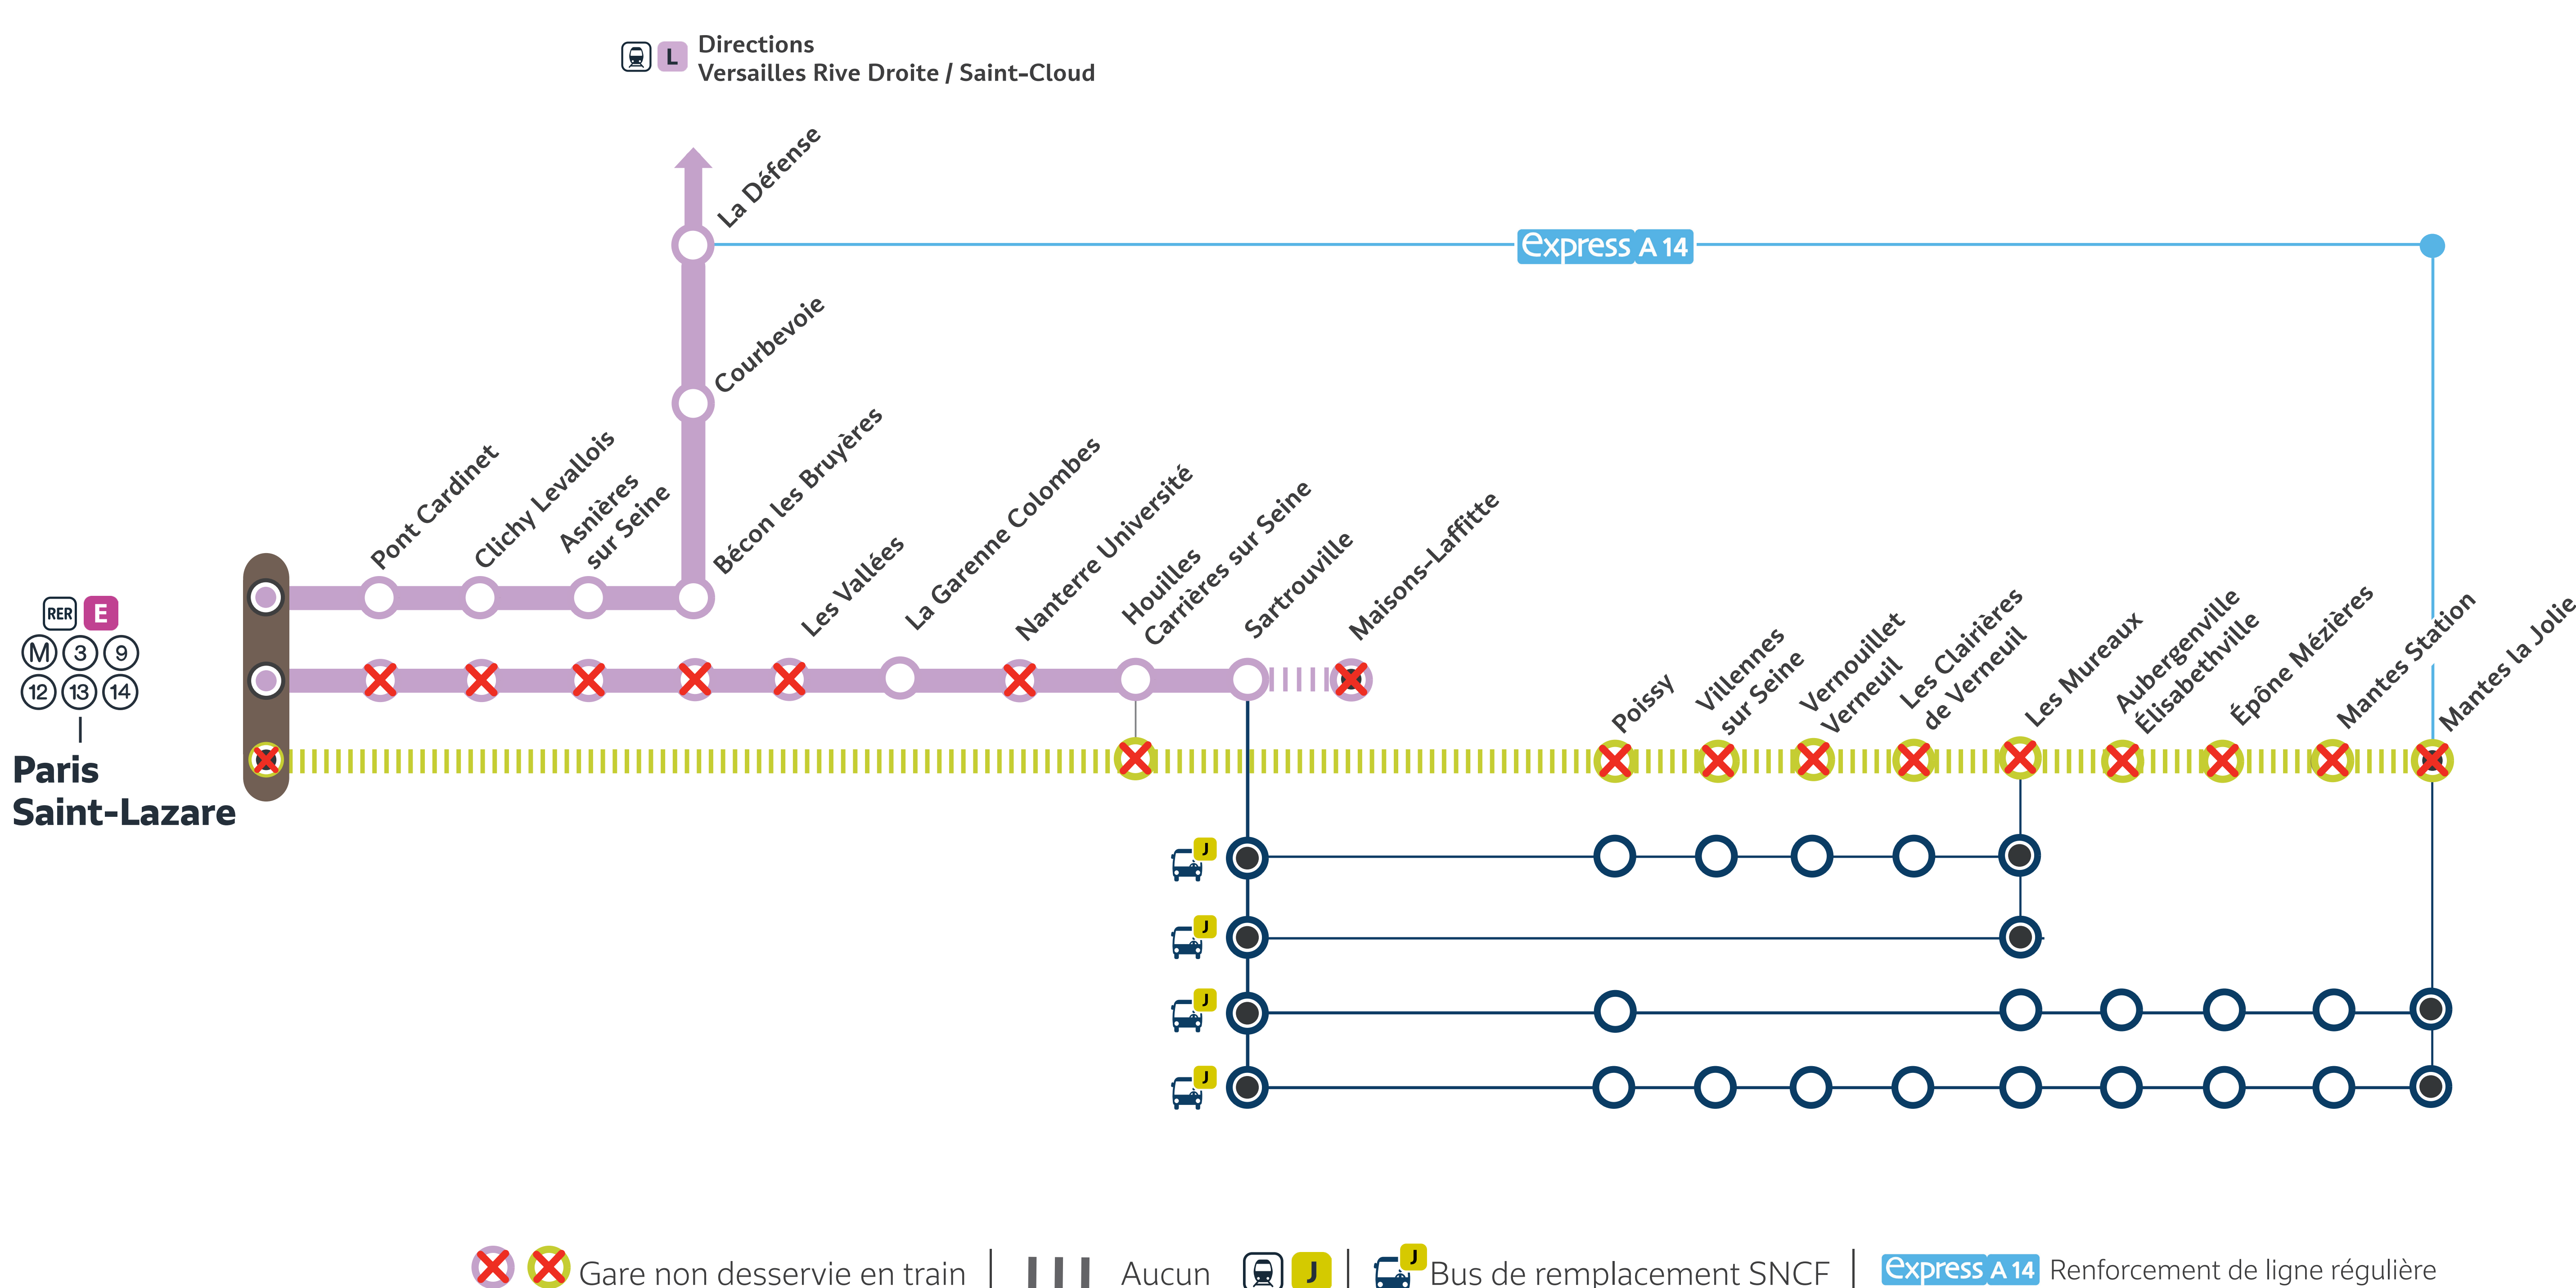 L
Directions
Versailles Rive Droite / Saint-Cloud
La Défense
express A 14
Courbevoie
Pont Cardinet
Clichy Levallois
Asnières
sur Seine
Bécon les Bruyères
Les Vallées
La Garenne Colombes
Nanterre Université
Houilles
Carrières sur Seine
Sartrouville
Maisons-Laffitte
Poissy
Villennes
sur Seine
Vernouillet
Verneuil
Les Clairières
de Verneuil
Les Mureaux
Aubergenville
Élisabethville
Épône Mézières
Mantes Station
Mantes la Jolie
RER E
M 3 9
12 13 14
Paris
Saint-Lazare
J
J
J
J
Gare non desservie en train
Aucun
J
J
Bus de remplacement SNCF
express A 14
Renforcement de ligne régulière